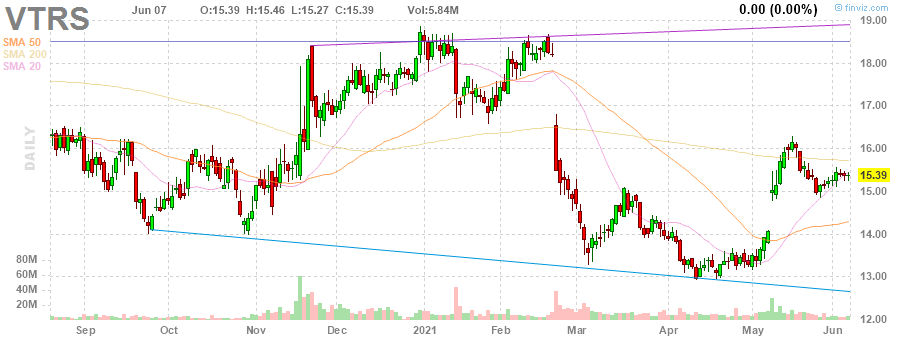 VTRS
Jun 07 O:15.39 H:15.46 L:15.27 C:15.39 Vol:5.84M 0.00 (0.00%)
© finviz.com
SMA 50
SMA 200
SMA 20
DAILY
19.00
18.00
17.00
16.00
15.39
15.00
14.00
13.00
12.00
80M
60M
40M
20M
Sep Oct Nov Dec 2021 Feb Mar Apr May Jun